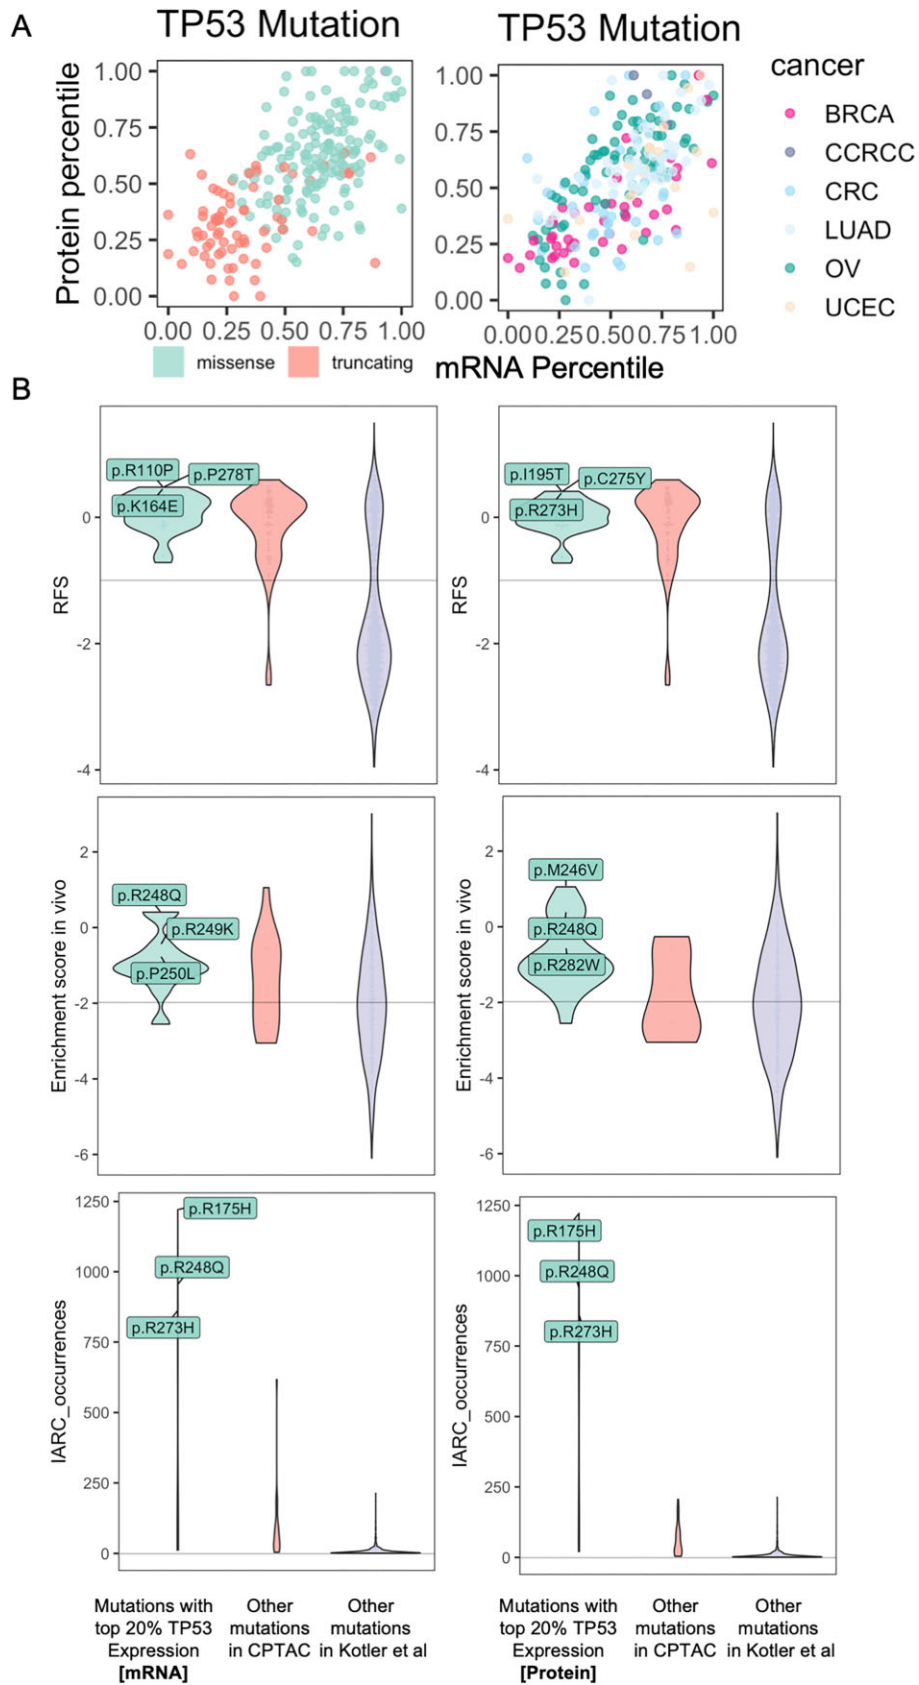 A
TP53 Mutation
TP53 Mutation
Protein percentile
1.00
0.75
0.50
0.25
0.00
0.00 0.25 0.50 0.75 1.00
missense
truncating
1.00
0.75
0.50
0.25
0.00
0.00 0.25 0.50 0.75 1.00
mRNA Percentile
cancer
BRCA
CCRCC
CRC
LUAD
OV
UCEC
B
RFS
0
-2
-4
p.R110P
p.P278T
p.K164E
RFS
0
-2
-4
p.I195T
p.C275Y
p.R273H
Enrichment score in vivo
2
0
-2
-4
-6
p.R248Q
p.R249K
p.P250L
Enrichment score in vivo
2
0
-2
-4
-6
p.M246V
p.R248Q
p.R282W
IARC_occurrences
1250
1000
750
500
250
0
p.R175H
p.R248Q
p.R273H
IARC_occurrences
1250
1000
750
500
250
0
p.R175H
p.R248Q
p.R273H
Mutations with
top 20% TP53
Expression
[mRNA]
Other
mutations
in CPTAC
Other
mutations
in Kotler et al
Mutations with
top 20% TP53
Expression
[Protein]
Other
mutations
in CPTAC
Other
mutations
in Kotler et al